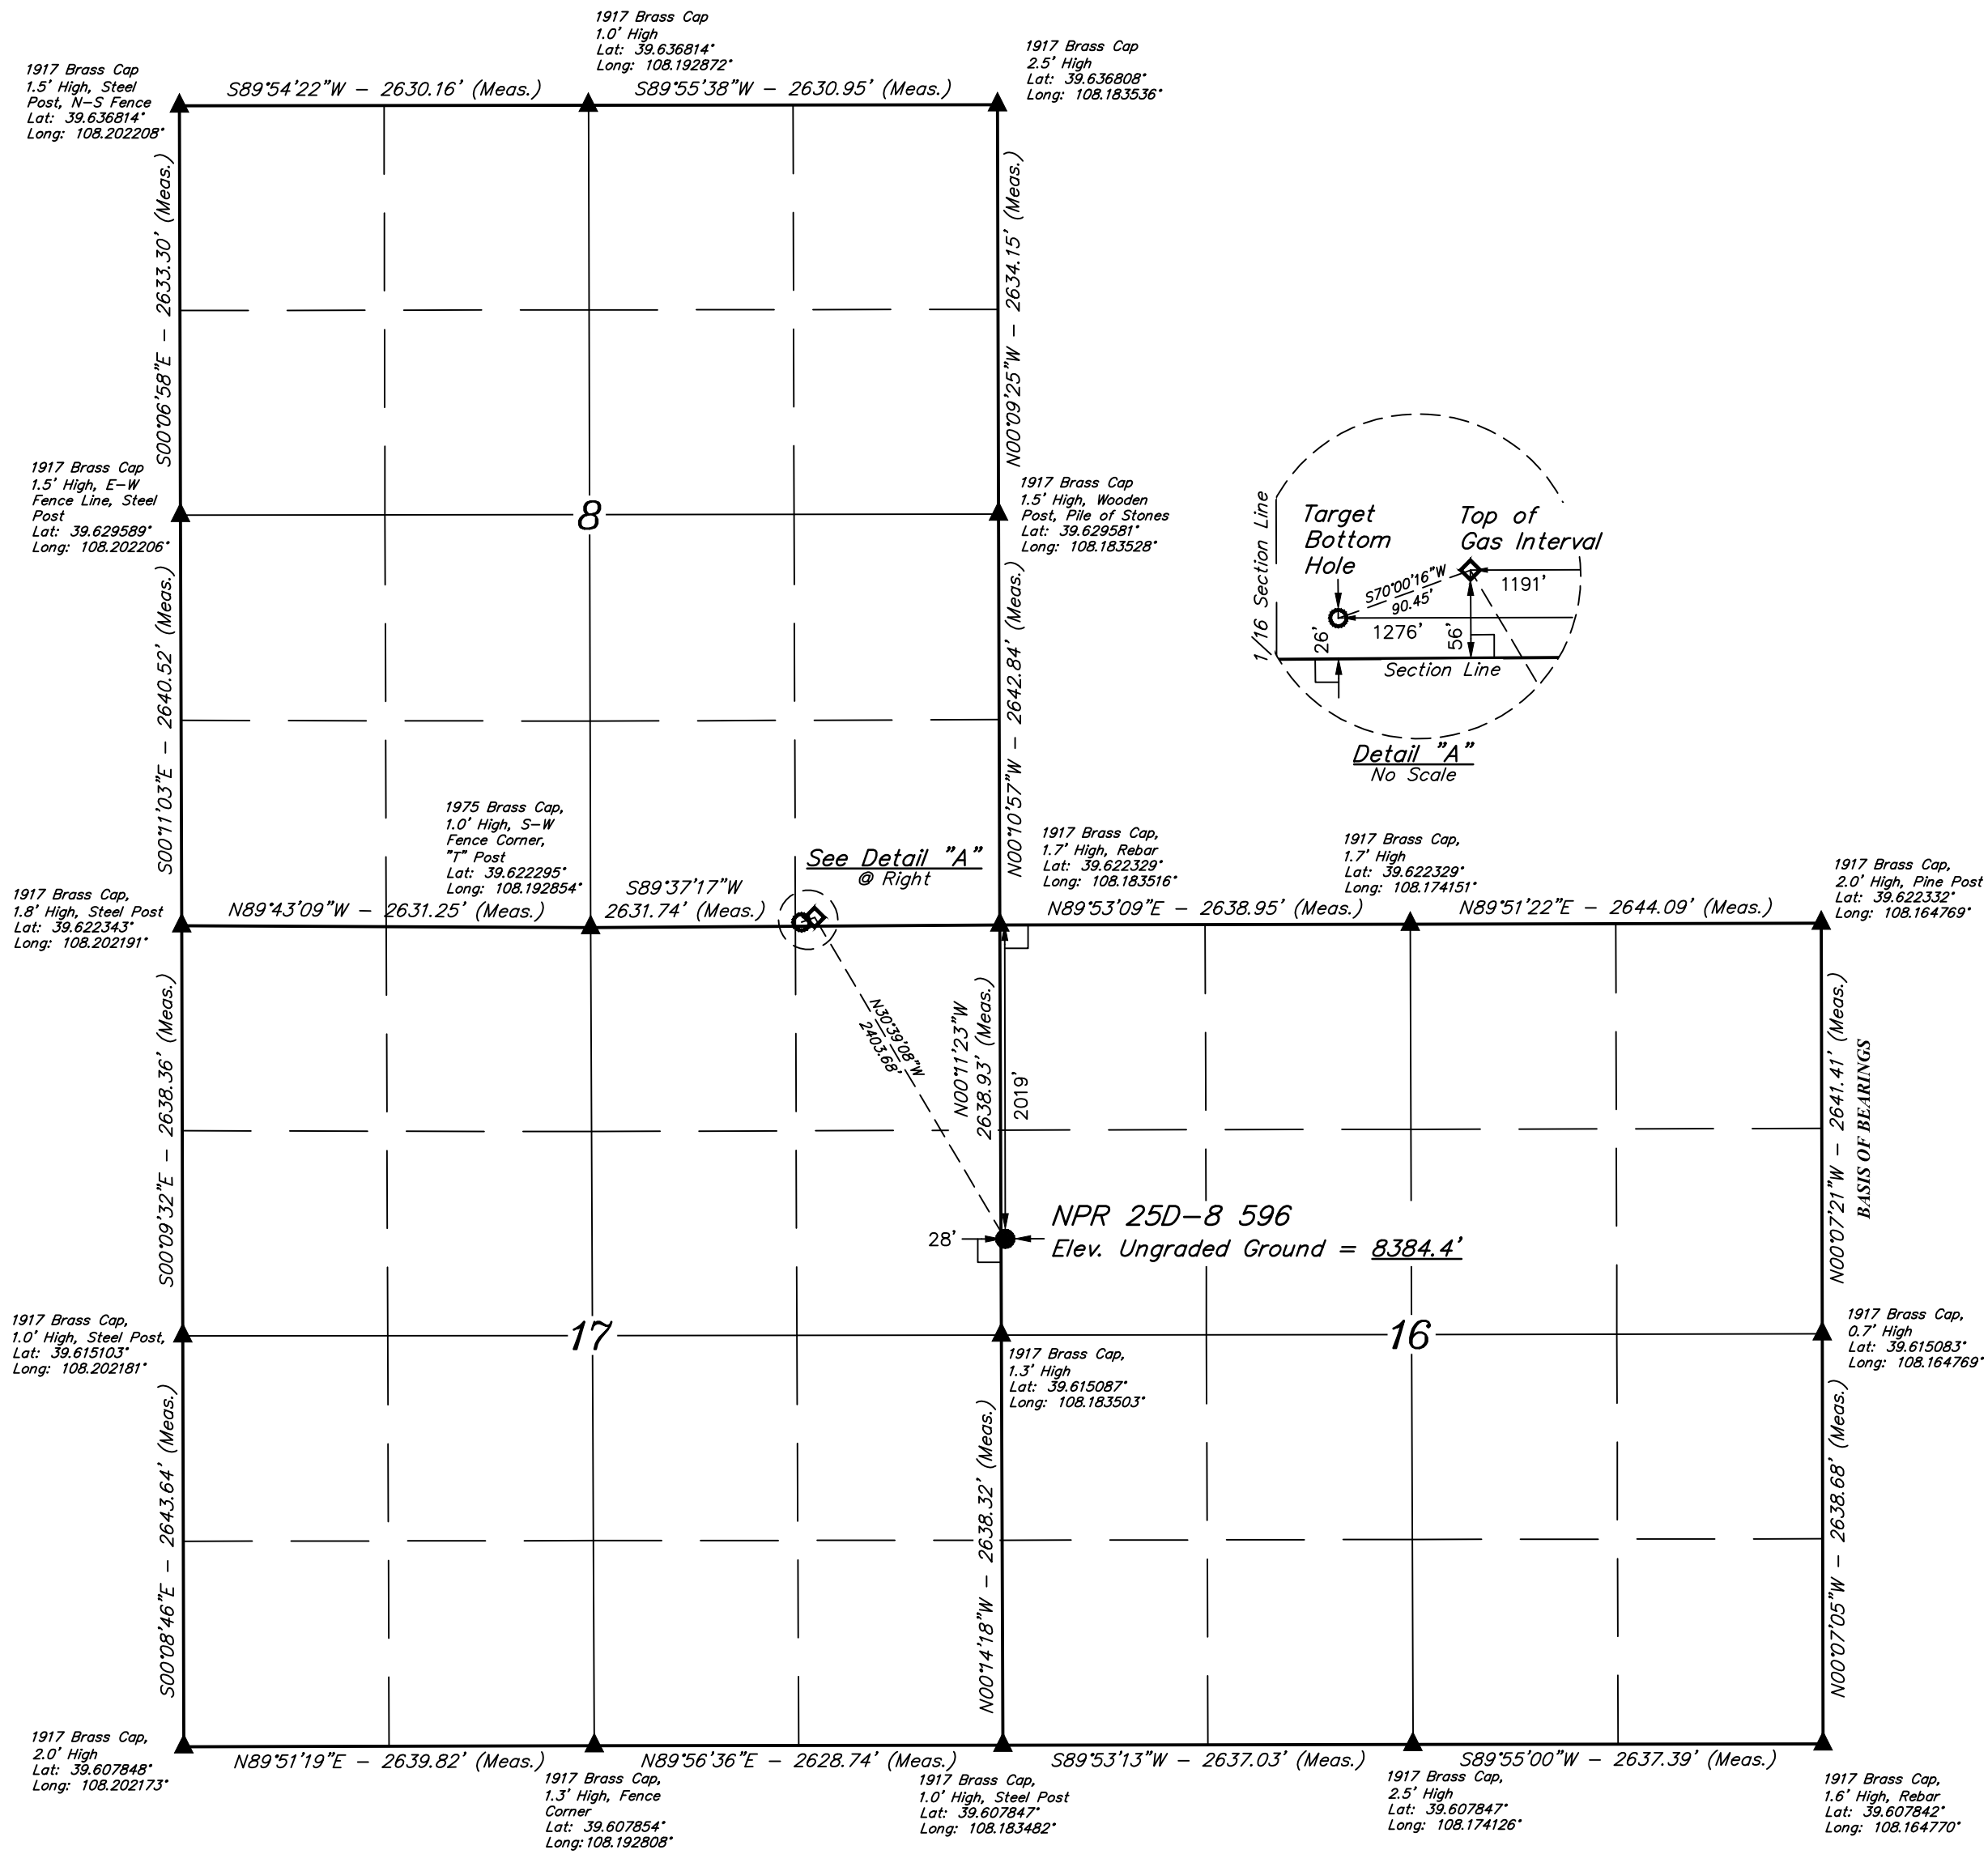 1917 Brass Cap
1.0' High
Lat: 39.636814°
Long: 108.192872°
1917 Brass Cap
2.5' High
Lat: 39.636808°
Long: 108.183536°
1917 Brass Cap
1.5' High, Steel
Post, N-S Fence
Lat: 39.636814°
Long: 108.202208°
S89°54'22"W - 2630.16' (Meas.)
S89°55'38"W - 2630.95' (Meas.)
S00°06'58"E - 2633.30' (Meas.)
N00°09'25"W - 2634.15' (Meas.)
1917 Brass Cap
1.5' High, E-W
Fence Line, Steel
Post
Lat: 39.629589°
Long: 108.202206°
8
1917 Brass Cap
1.5' High, Wooden
Post, Pile of Stones
Lat: 39.629581°
Long: 108.183528°
1/16 Section Line
Target
Bottom
Hole
Top of
Gas Interval
S70°00'16"W
90.45'
1191'
1276'
26'
56'
Section Line
Detail "A"
No Scale
S00°11'03"E - 2640.52' (Meas.)
N00°10'57"W - 2642.84' (Meas.)
1975 Brass Cap,
1.0' High, S-W
Fence Corner,
"T" Post
Lat: 39.622295°
Long: 108.192854°
See Detail "A"
@ Right
1917 Brass Cap,
1.7' High, Rebar
Lat: 39.622329°
Long: 108.183516°
1917 Brass Cap,
1.7' High
Lat: 39.622329°
Long: 108.174151°
1917 Brass Cap,
2.0' High, Pine Post
Lat: 39.622332°
Long: 108.164769°
1917 Brass Cap,
1.8' High, Steel Post
Lat: 39.622343°
Long: 108.202191°
N89°43'09"W - 2631.25' (Meas.)
S89°37'17"W
2631.74' (Meas.)
N89°53'09"E - 2638.95' (Meas.)
N89°51'22"E - 2644.09' (Meas.)
S00°09'32"E - 2638.36' (Meas.)
N30°39'08"W
2403.68'
N00°11'23"W
2638.93' (Meas.)
2019'
N00°07'21"W - 2641.41' (Meas.)
BASIS OF BEARINGS
28'
NPR 25D-8 596
Elev. Ungraded Ground = 8384.4'
1917 Brass Cap,
1.0' High, Steel Post,
Lat: 39.615103°
Long: 108.202181°
17
1917 Brass Cap,
1.3' High
Lat: 39.615087°
Long: 108.183503°
16
1917 Brass Cap,
0.7' High
Lat: 39.615083°
Long: 108.164769°
S00°08'46"E - 2643.64' (Meas.)
N00°14'18"W - 2638.32' (Meas.)
N00°07'05"W - 2638.68' (Meas.)
1917 Brass Cap,
2.0' High
Lat: 39.607848°
Long: 108.202173°
N89°51'19"E - 2639.82' (Meas.)
N89°56'36"E - 2628.74' (Meas.)
S89°53'13"W - 2637.03' (Meas.)
S89°55'00"W - 2637.39' (Meas.)
1917 Brass Cap,
1.3' High, Fence
Corner
Lat: 39.607854°
Long: 108.192808°
1917 Brass Cap,
1.0' High, Steel Post
Lat: 39.607847°
Long: 108.183482°
1917 Brass Cap,
2.5' High
Lat: 39.607847°
Long: 108.174126°
1917 Brass Cap,
1.6' High, Rebar
Lat: 39.607842°
Long: 108.164770°